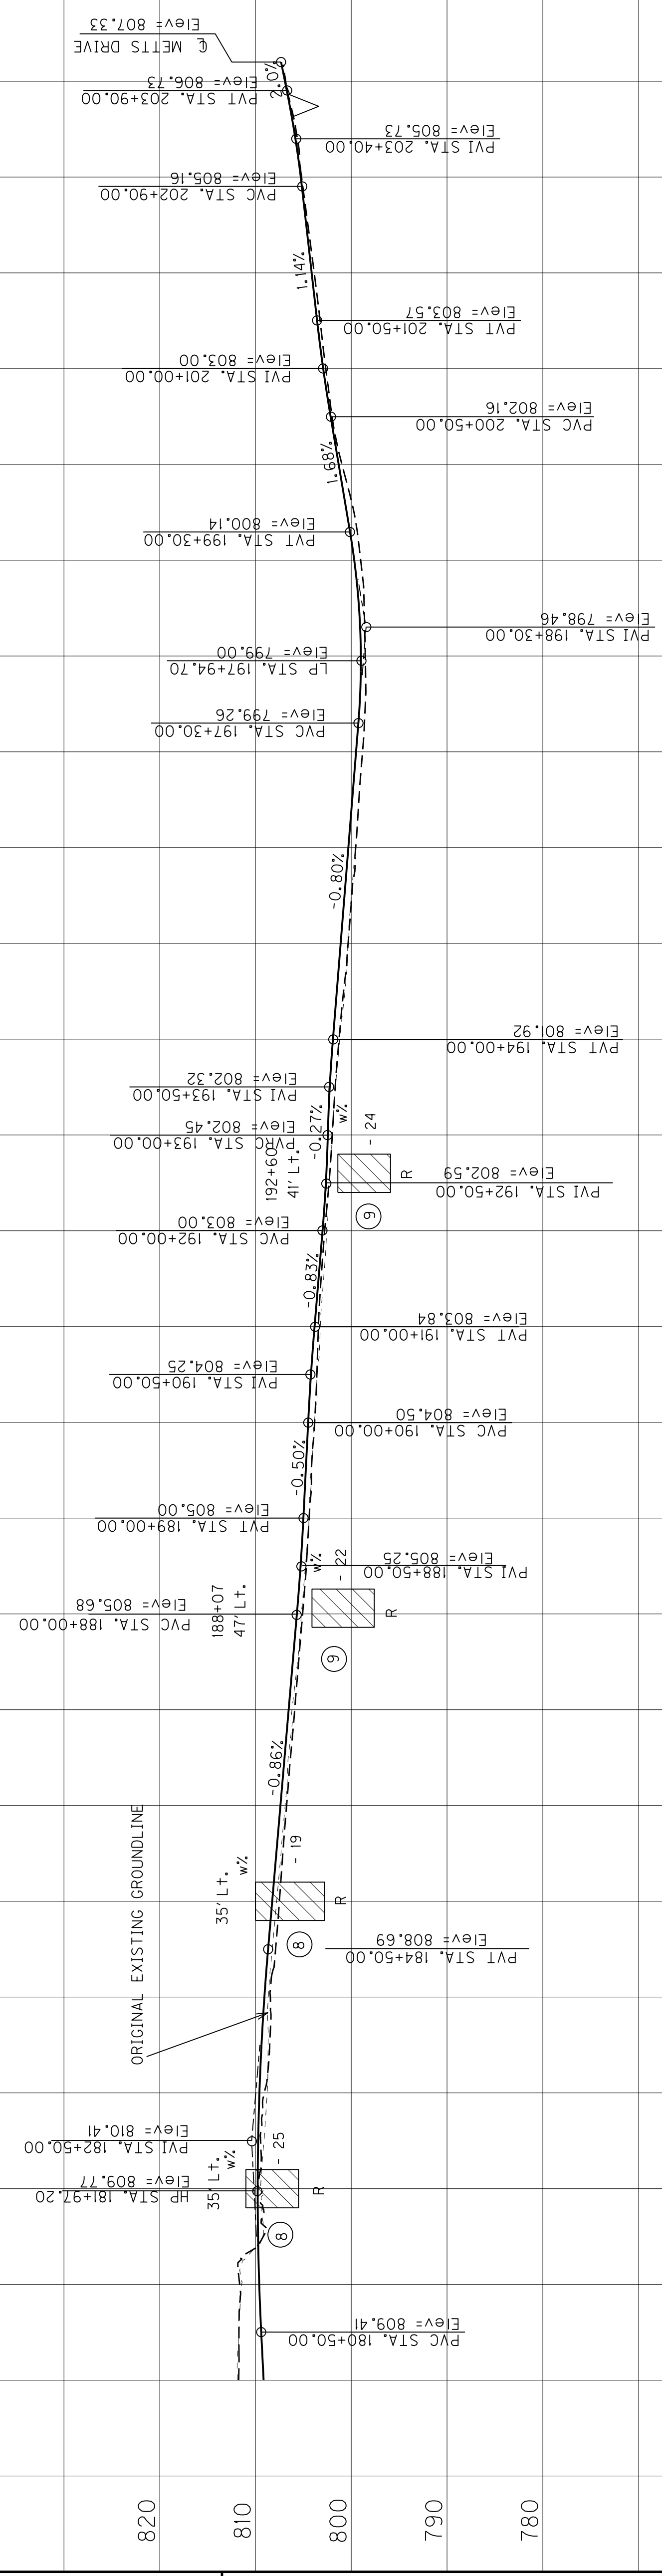 ℄ METTS DRIVE
Elev= 807.33
2.0%
PVT STA. 203+90.00
Elev= 806.73
PVI STA. 203+40.00
Elev= 805.73
PVC STA. 202+90.00
Elev= 805.16
1.14%
PVT STA. 201+50.00
Elev= 803.57
PVI STA. 201+00.00
Elev= 803.00
PVC STA. 200+50.00
Elev= 802.16
1.68%
PVT STA. 199+30.00
Elev= 800.14
PVI STA. 198+30.00
Elev= 798.46
LP STA. 197+94.70
Elev= 799.00
PVC STA. 197+30.00
Elev= 799.26
-0.80%
PVT STA. 194+00.00
Elev= 801.92
PVI STA. 193+50.00
Elev= 802.32
PVRC STA. 193+00.00
Elev= 802.45
-0.27%
w%
- 24
192+60
41' Lt.
R
9
PVI STA. 192+50.00
Elev= 802.59
PVC STA. 192+00.00
Elev= 803.00
-0.83%
PVT STA. 191+00.00
Elev= 803.84
PVI STA. 190+50.00
Elev= 804.25
PVC STA. 190+00.00
Elev= 804.50
-0.50%
PVT STA. 189+00.00
Elev= 805.00
PVI STA. 188+50.00
Elev= 805.25
w%
- 22
188+07
47' Lt.
R
9
PVC STA. 188+00.00
Elev= 805.68
-0.86%
ORIGINAL EXISTING GROUNDLINE
35' Lt.
w%
- 19
R
8
PVT STA. 184+50.00
Elev= 808.69
PVI STA. 182+50.00
Elev= 810.41
35' Lt.
w%
- 25
R
8
HP STA. 181+97.20
Elev= 809.77
PVC STA. 180+50.00
Elev= 809.41
820
810
800
790
780